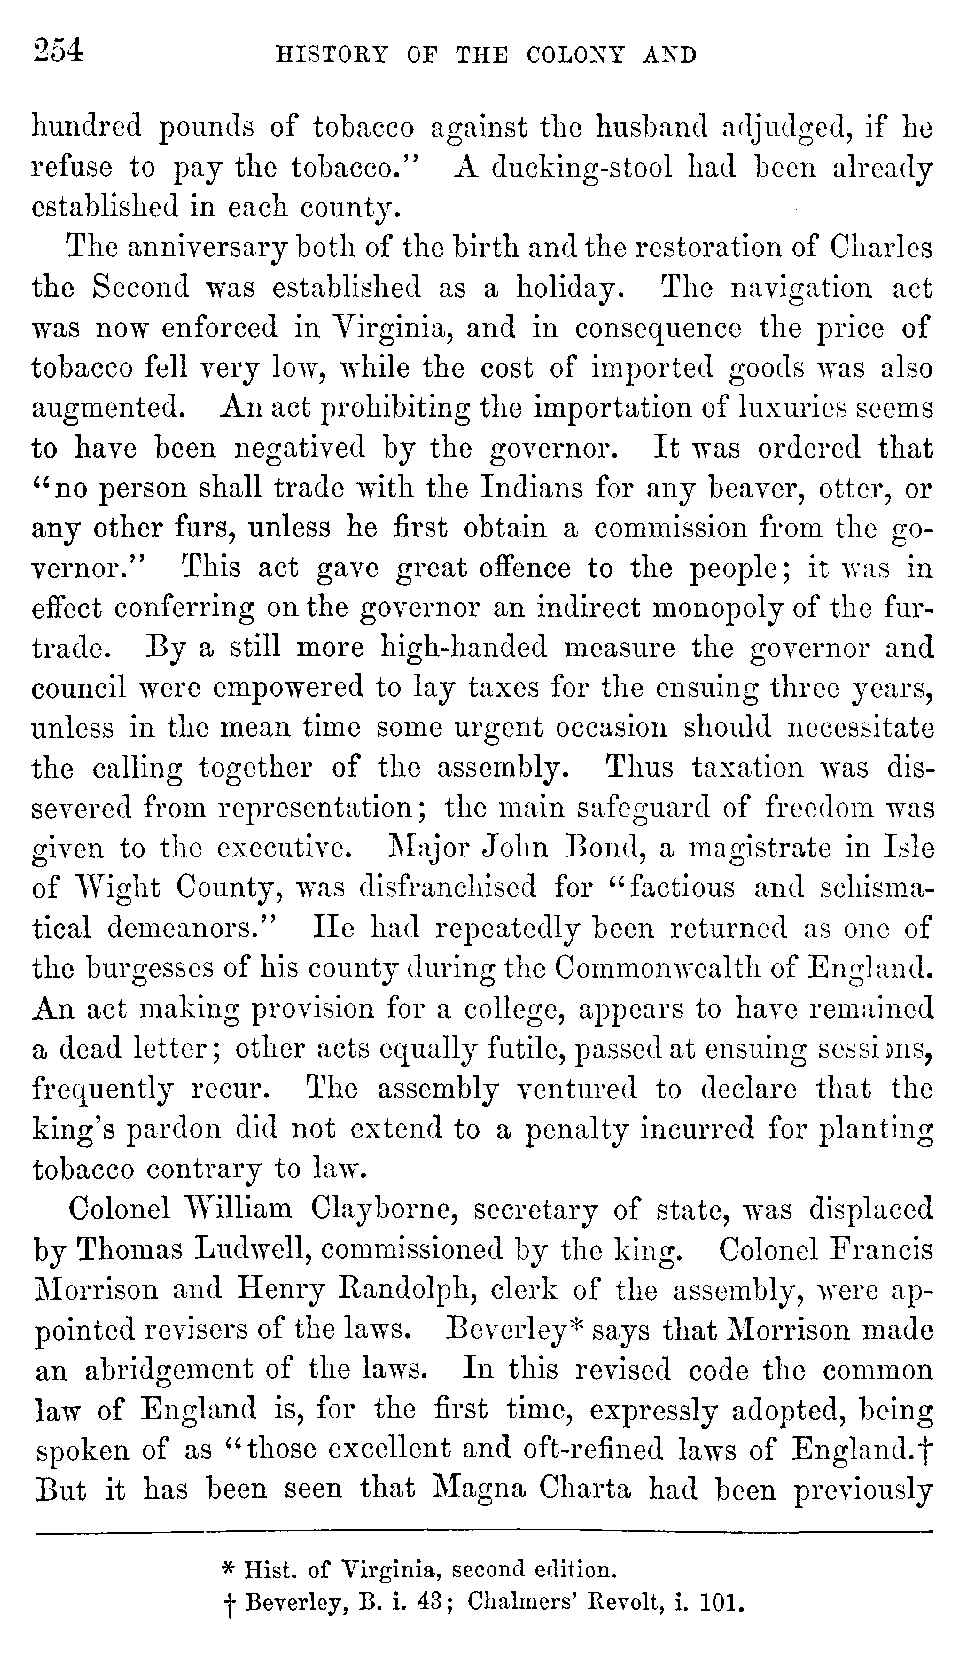 254 HISTORY OF THE COLONY AND
hundred pounds of tobacco against the husband adjudged, if he
refuse to pay the tobacco." A ducking-stool had been already
established in each county.
The anniversary both of the birth and the restoration of Charles
the Second was established as a holiday. The navigation act
was now enforced in Virginia, and in consequence the price of
tobacco fell very low, while the cost of imported goods was also
augmented. An act prohibiting the importation of luxuries seems
to have been negatived by the governor. It was ordered that
"no person shall trade with the Indians for any beaver, otter, or
any other furs, unless he first obtain a commission from the go-
vernor." This act gave great offence to the people; it was in
effect conferring on the governor an indirect monopoly of the fur-
trade. By a still more high-handed measure the governor and
council were empowered to lay taxes for the ensuing three years,
unless in the mean time some urgent occasion should necessitate
the calling together of the assembly. Thus taxation was dis-
severed from representation; the main safeguard of freedom was
given to the executive. Major John Bond, a magistrate in Isle
of Wight County, was disfranchised for "factious and schisma-
tical demeanors." He had repeatedly been returned as one of
the burgesses of his county during the Commonwealth of England.
An act making provision for a college, appears to have remained
a dead letter; other acts equally futile, passed at ensuing sessions,
frequently recur. The assembly ventured to declare that the
king's pardon did not extend to a penalty incurred for planting
tobacco contrary to law.
Colonel William Clayborne, secretary of state, was displaced
by Thomas Ludwell, commissioned by the king. Colonel Francis
Morrison and Henry Randolph, clerk of the assembly, were ap-
pointed revisers of the laws. Beverley* says that Morrison made
an abridgement of the laws. In this revised code the common
law of England is, for the first time, expressly adopted, being
spoken of as "those excellent and oft-refined laws of England.†
But it has been seen that Magna Charta had been previously
* Hist. of Virginia, second edition.
† Beverley, B. i. 43; Chalmers' Revolt, i. 101.